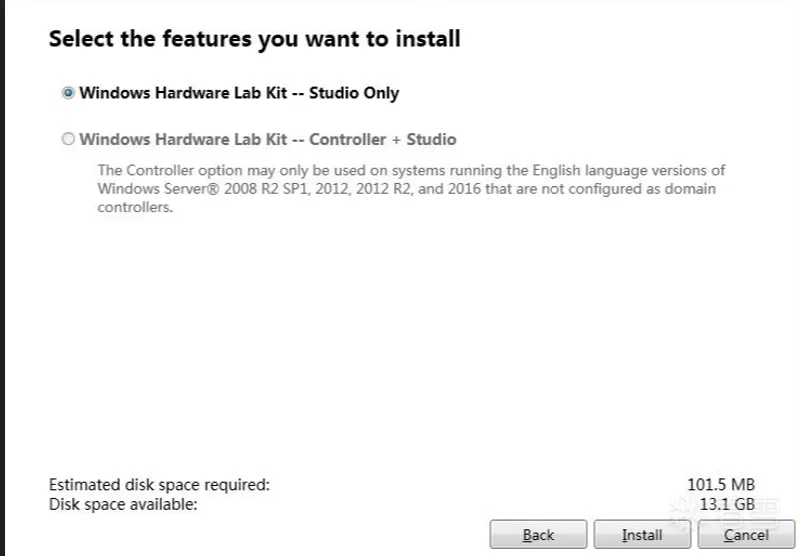 Select the features you want to install
Windows Hardware Lab Kit -- Studio Only
Windows Hardware Lab Kit -- Controller + Studio
The Controller option may only be used on systems running the English language versions of
Windows Server® 2008 R2 SP1, 2012, 2012 R2, and 2016 that are not configured as domain
controllers.
Estimated disk space required: 101.5 MB
Disk space available: 13.1 GB
Back Install Cancel